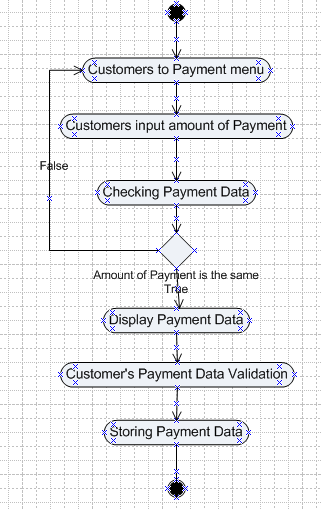 Customers to Payment menu
Customers input amount of Payment
False
Checking Payment Data
Amount of Payment is the same
True
Display Payment Data
Customer's Payment Data Validation
Storing Payment Data